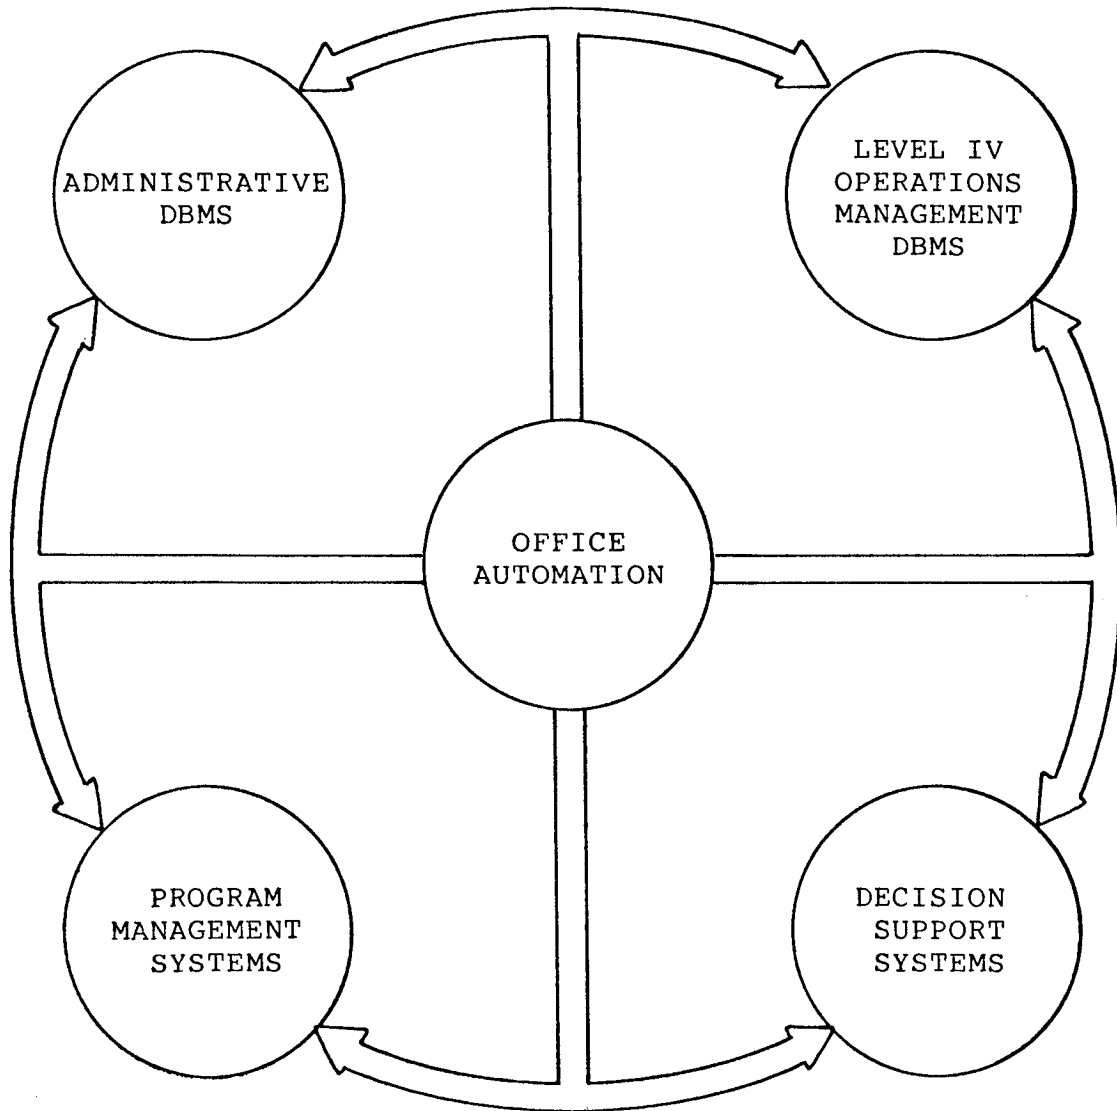 ADMINISTRATIVE
DBMS
LEVEL IV
OPERATIONS
MANAGEMENT
DBMS
OFFICE
AUTOMATION
PROGRAM
MANAGEMENT
SYSTEMS
DECISION
SUPPORT
SYSTEMS